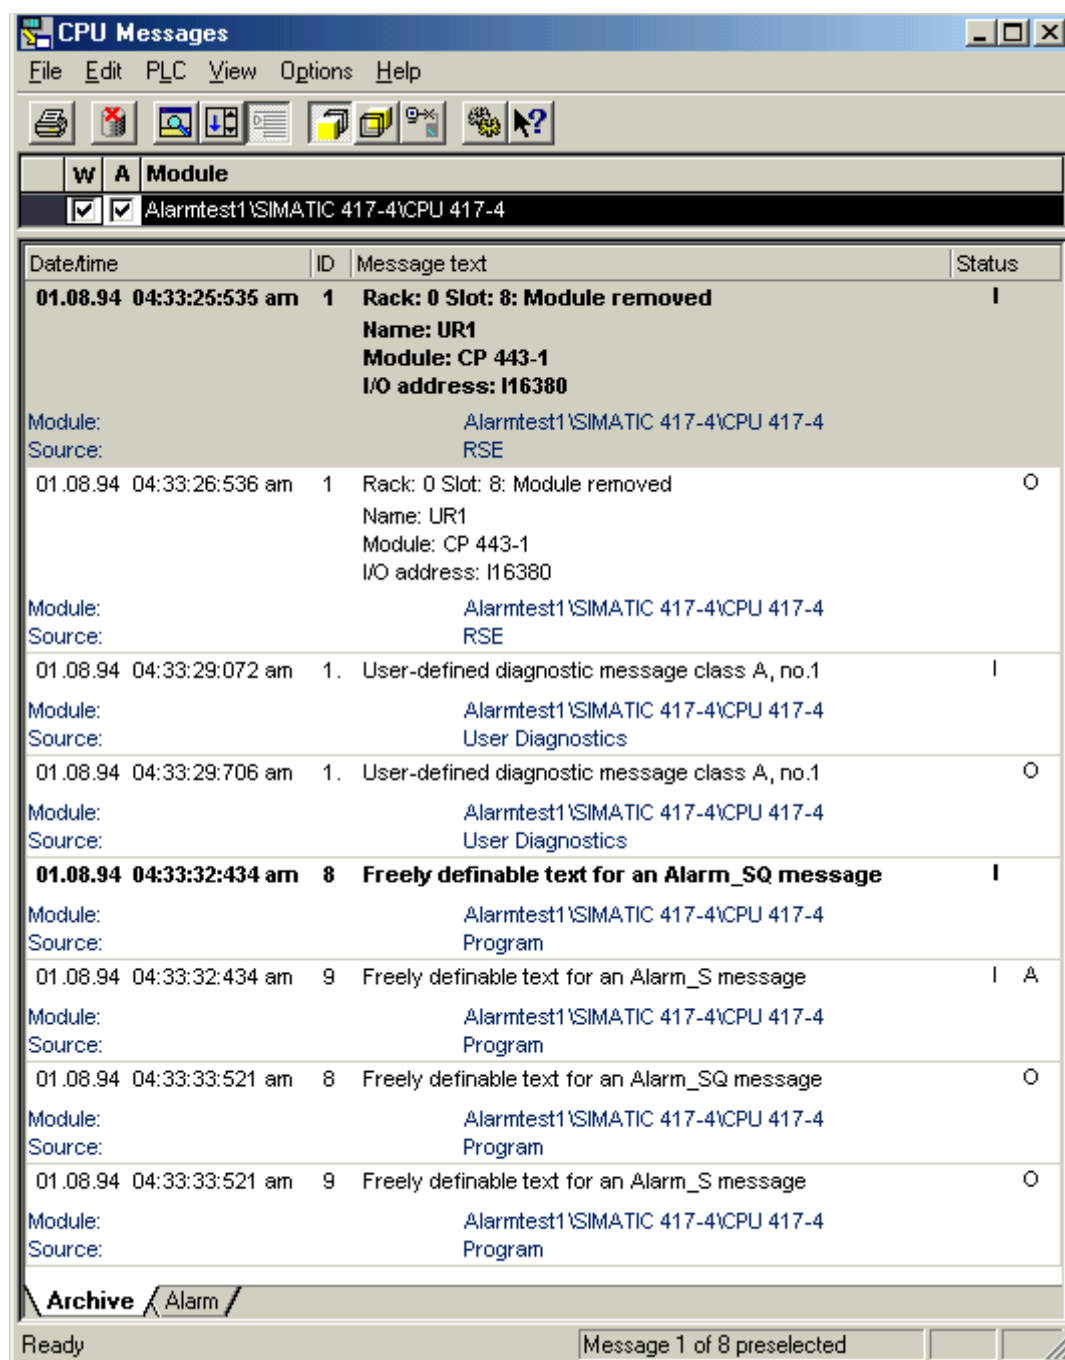 CPU Messages
File Edit PLC View Options Help
W A Module
Alarmtest1\SIMATIC 417-4\CPU 417-4
Date/time ID Message text Status
01.08.94 04:33:25:535 am 1 Rack: 0 Slot: 8: Module removed I
Name: UR1
Module: CP 443-1
I/O address: I16380
Module: Alarmtest1\SIMATIC 417-4\CPU 417-4
Source: RSE
01.08.94 04:33:26:536 am 1 Rack: 0 Slot: 8: Module removed O
Name: UR1
Module: CP 443-1
I/O address: I16380
Module: Alarmtest1\SIMATIC 417-4\CPU 417-4
Source: RSE
01.08.94 04:33:29:072 am 1. User-defined diagnostic message class A, no.1 I
Module: Alarmtest1\SIMATIC 417-4\CPU 417-4
Source: User Diagnostics
01.08.94 04:33:29:706 am 1. User-defined diagnostic message class A, no.1 O
Module: Alarmtest1\SIMATIC 417-4\CPU 417-4
Source: User Diagnostics
01.08.94 04:33:32:434 am 8 Freely definable text for an Alarm_SQ message I
Module: Alarmtest1\SIMATIC 417-4\CPU 417-4
Source: Program
01.08.94 04:33:32:434 am 9 Freely definable text for an Alarm_S message I A
Module: Alarmtest1\SIMATIC 417-4\CPU 417-4
Source: Program
01.08.94 04:33:33:521 am 8 Freely definable text for an Alarm_SQ message O
Module: Alarmtest1\SIMATIC 417-4\CPU 417-4
Source: Program
01.08.94 04:33:33:521 am 9 Freely definable text for an Alarm_S message O
Module: Alarmtest1\SIMATIC 417-4\CPU 417-4
Source: Program
Archive Alarm
Ready Message 1 of 8 preselected